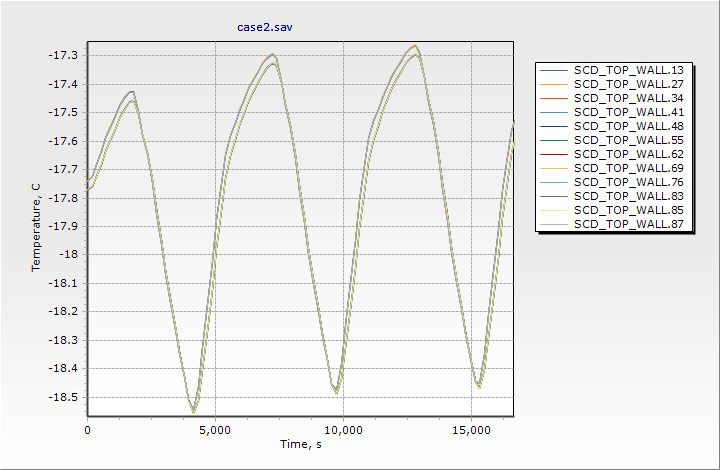 case2.sav
-17.3
-17.4
-17.5
-17.6
-17.7
-17.8
-17.9
-18
-18.1
-18.2
-18.3
-18.4
-18.5
Temperature, C
0
5,000
10,000
15,000
Time, s
SCD_TOP_WALL.13
SCD_TOP_WALL.27
SCD_TOP_WALL.34
SCD_TOP_WALL.41
SCD_TOP_WALL.48
SCD_TOP_WALL.55
SCD_TOP_WALL.62
SCD_TOP_WALL.69
SCD_TOP_WALL.76
SCD_TOP_WALL.83
SCD_TOP_WALL.85
SCD_TOP_WALL.87